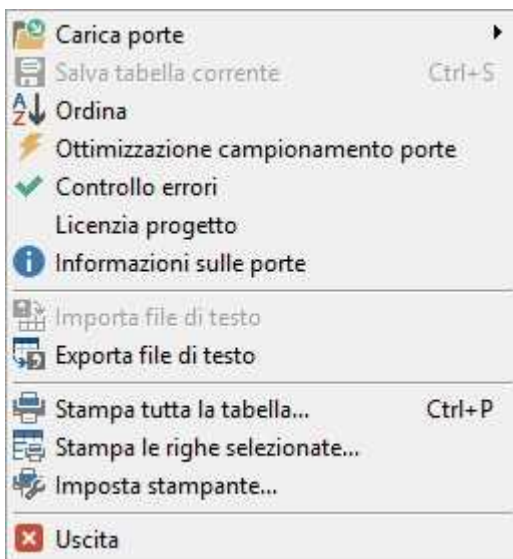 Carica porte
Salva tabella corrente Ctrl+S
Ordina
Ottimizzazione campionamento porte
Controllo errori
Licenzia progetto
Informazioni sulle porte
Importa file di testo
Exporta file di testo
Stampa tutta la tabella... Ctrl+P
Stampa le righe selezionate...
Imposta stampante...
Uscita